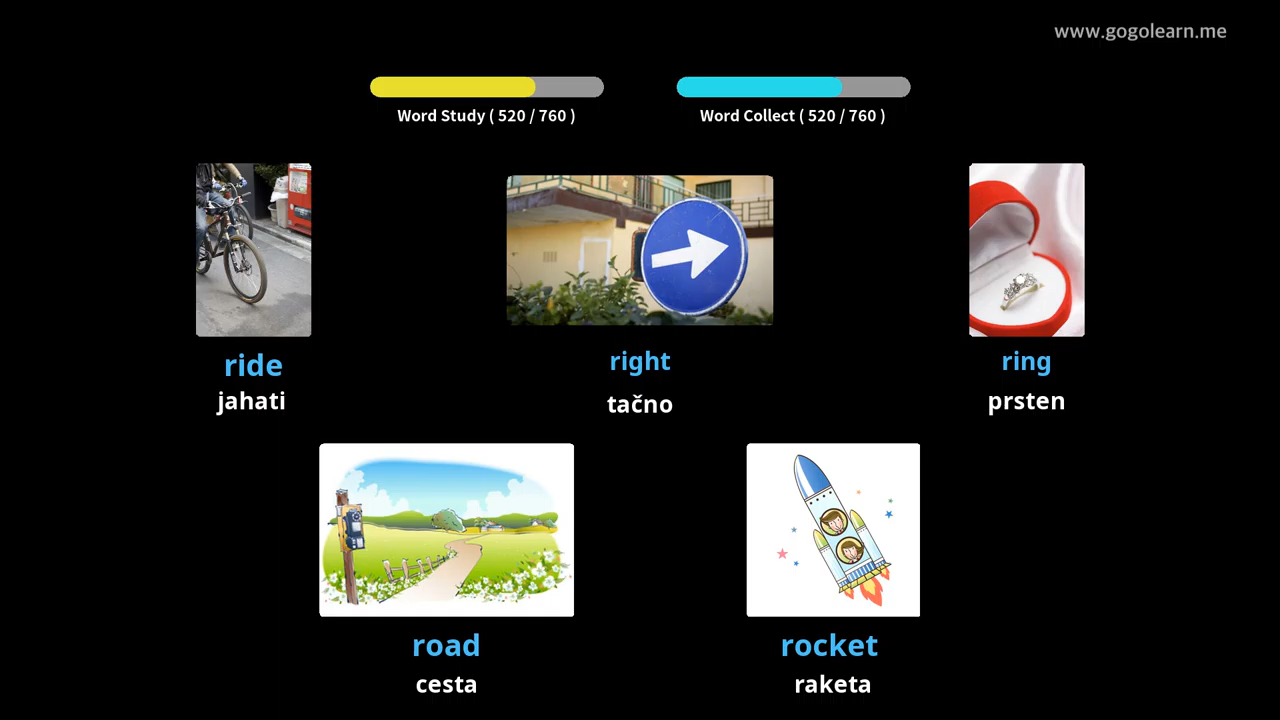 www.gogolearn.me
Word Study ( 520 / 760 )
Word Collect ( 520 / 760 )
ride
jahati
right
tačno
ring
prsten
road
cesta
rocket
raketa